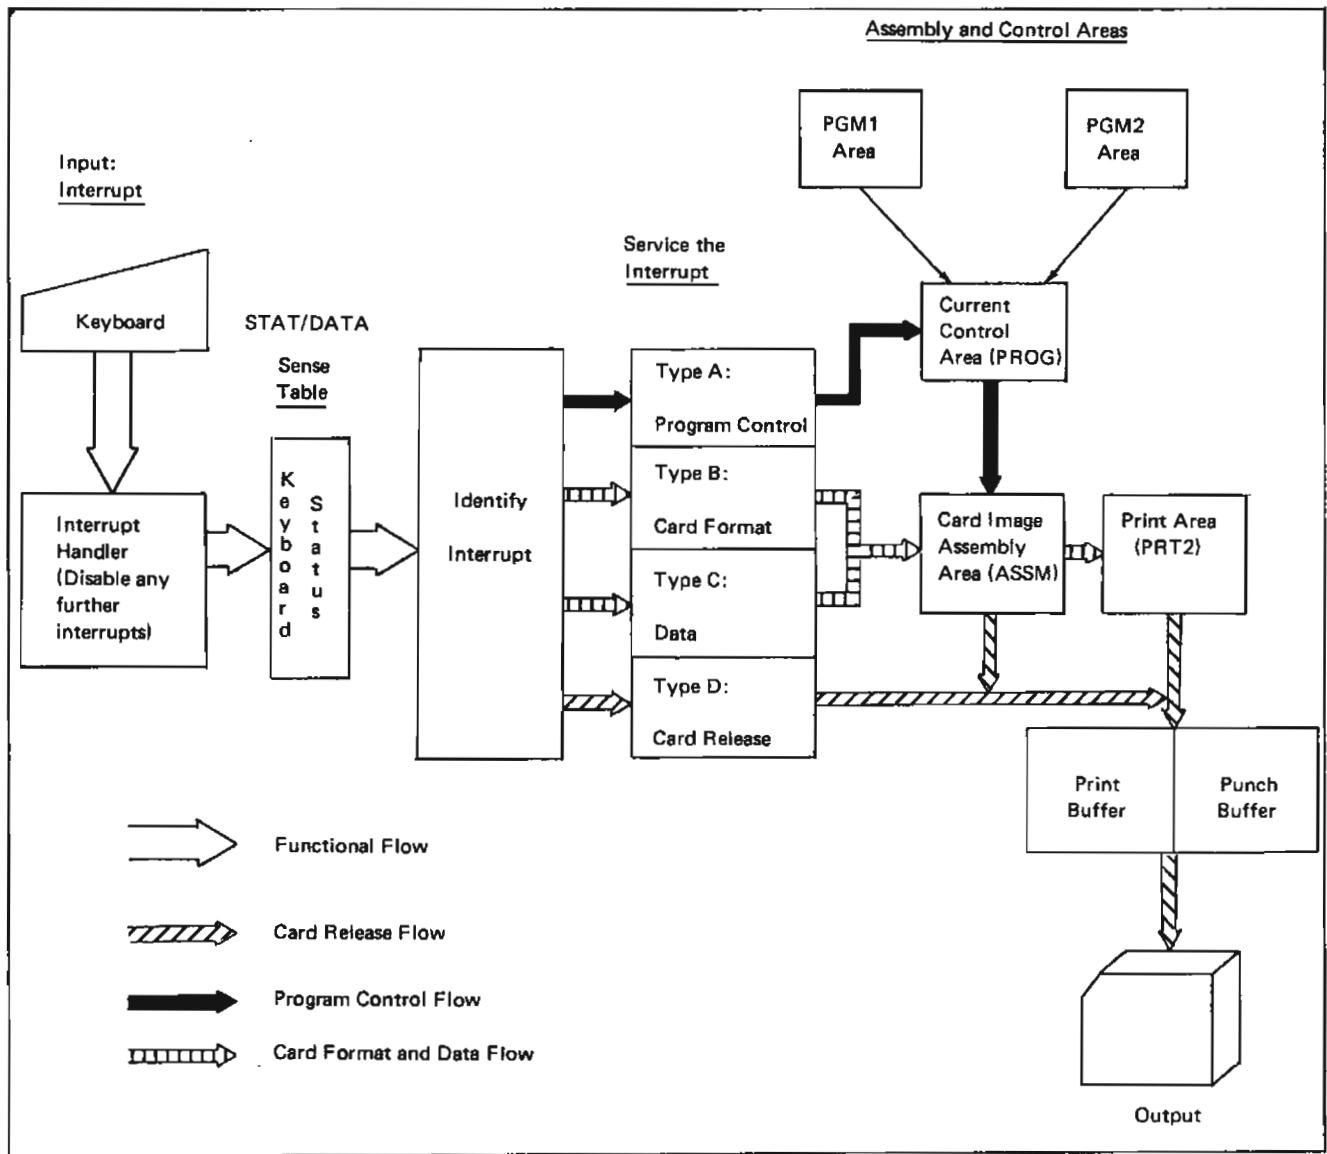 Assembly and Control Areas
PGM1
Area
PGM2
Area
Input:
Interrupt
Service the
Interrupt
Keyboard
STAT/DATA
Sense
Table
Current
Control
Area (PROG)
Type A:
Program Control
Keyboard
Status
Identify
Interrupt
Type B:
Card Format
Interrupt
Handler
(Disable any
further
interrupts)
Card Image
Assembly
Area (ASSM)
Print Area
(PRT2)
Type C:
Data
Type D:
Card Release
Print
Buffer
Punch
Buffer
Functional Flow
Card Release Flow
Program Control Flow
Card Format and Data Flow
Output